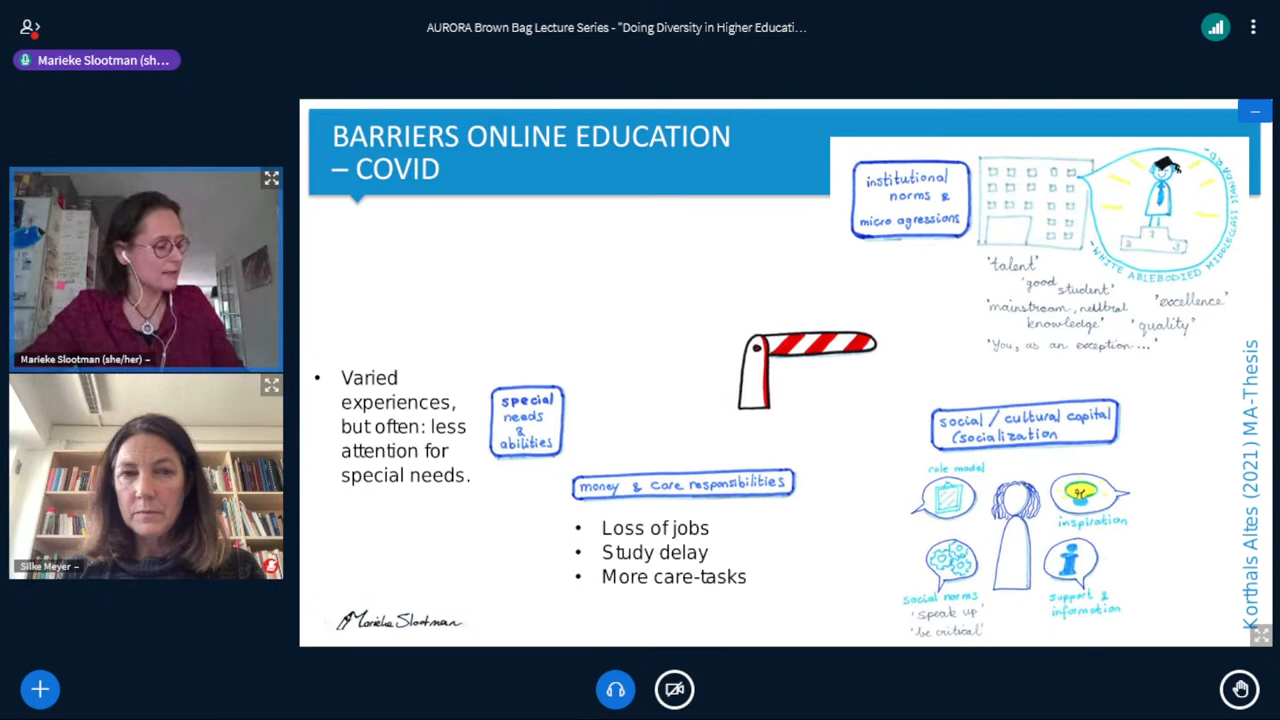 AURORA Brown Bag Lecture Series - "Doing Diversity in Higher Educati…
Marieke Slootman (sh…
BARRIERS ONLINE EDUCATION
– COVID
institutional
norms &
micro agressions
- WHITE ABLEBODIED MIDDLECLASS
'talent'
'good
student'
'mainstream, neutral
knowledge'
'excellence'
'quality'
'You, as an exception ...'
Marieke Slootman (she/her)
• Varied
experiences,
but often: less
attention for
special needs.
special
needs
&
abilities
social / cultural capital
(socialization
money & care responsibilities
role model
inspiration
• Loss of jobs
• Study delay
• More care-tasks
social norms
'speak up'
'be critical'
support &
information
Silke Meyer
Marieke Slootman
Korthals Altes (2021) MA-Thesis